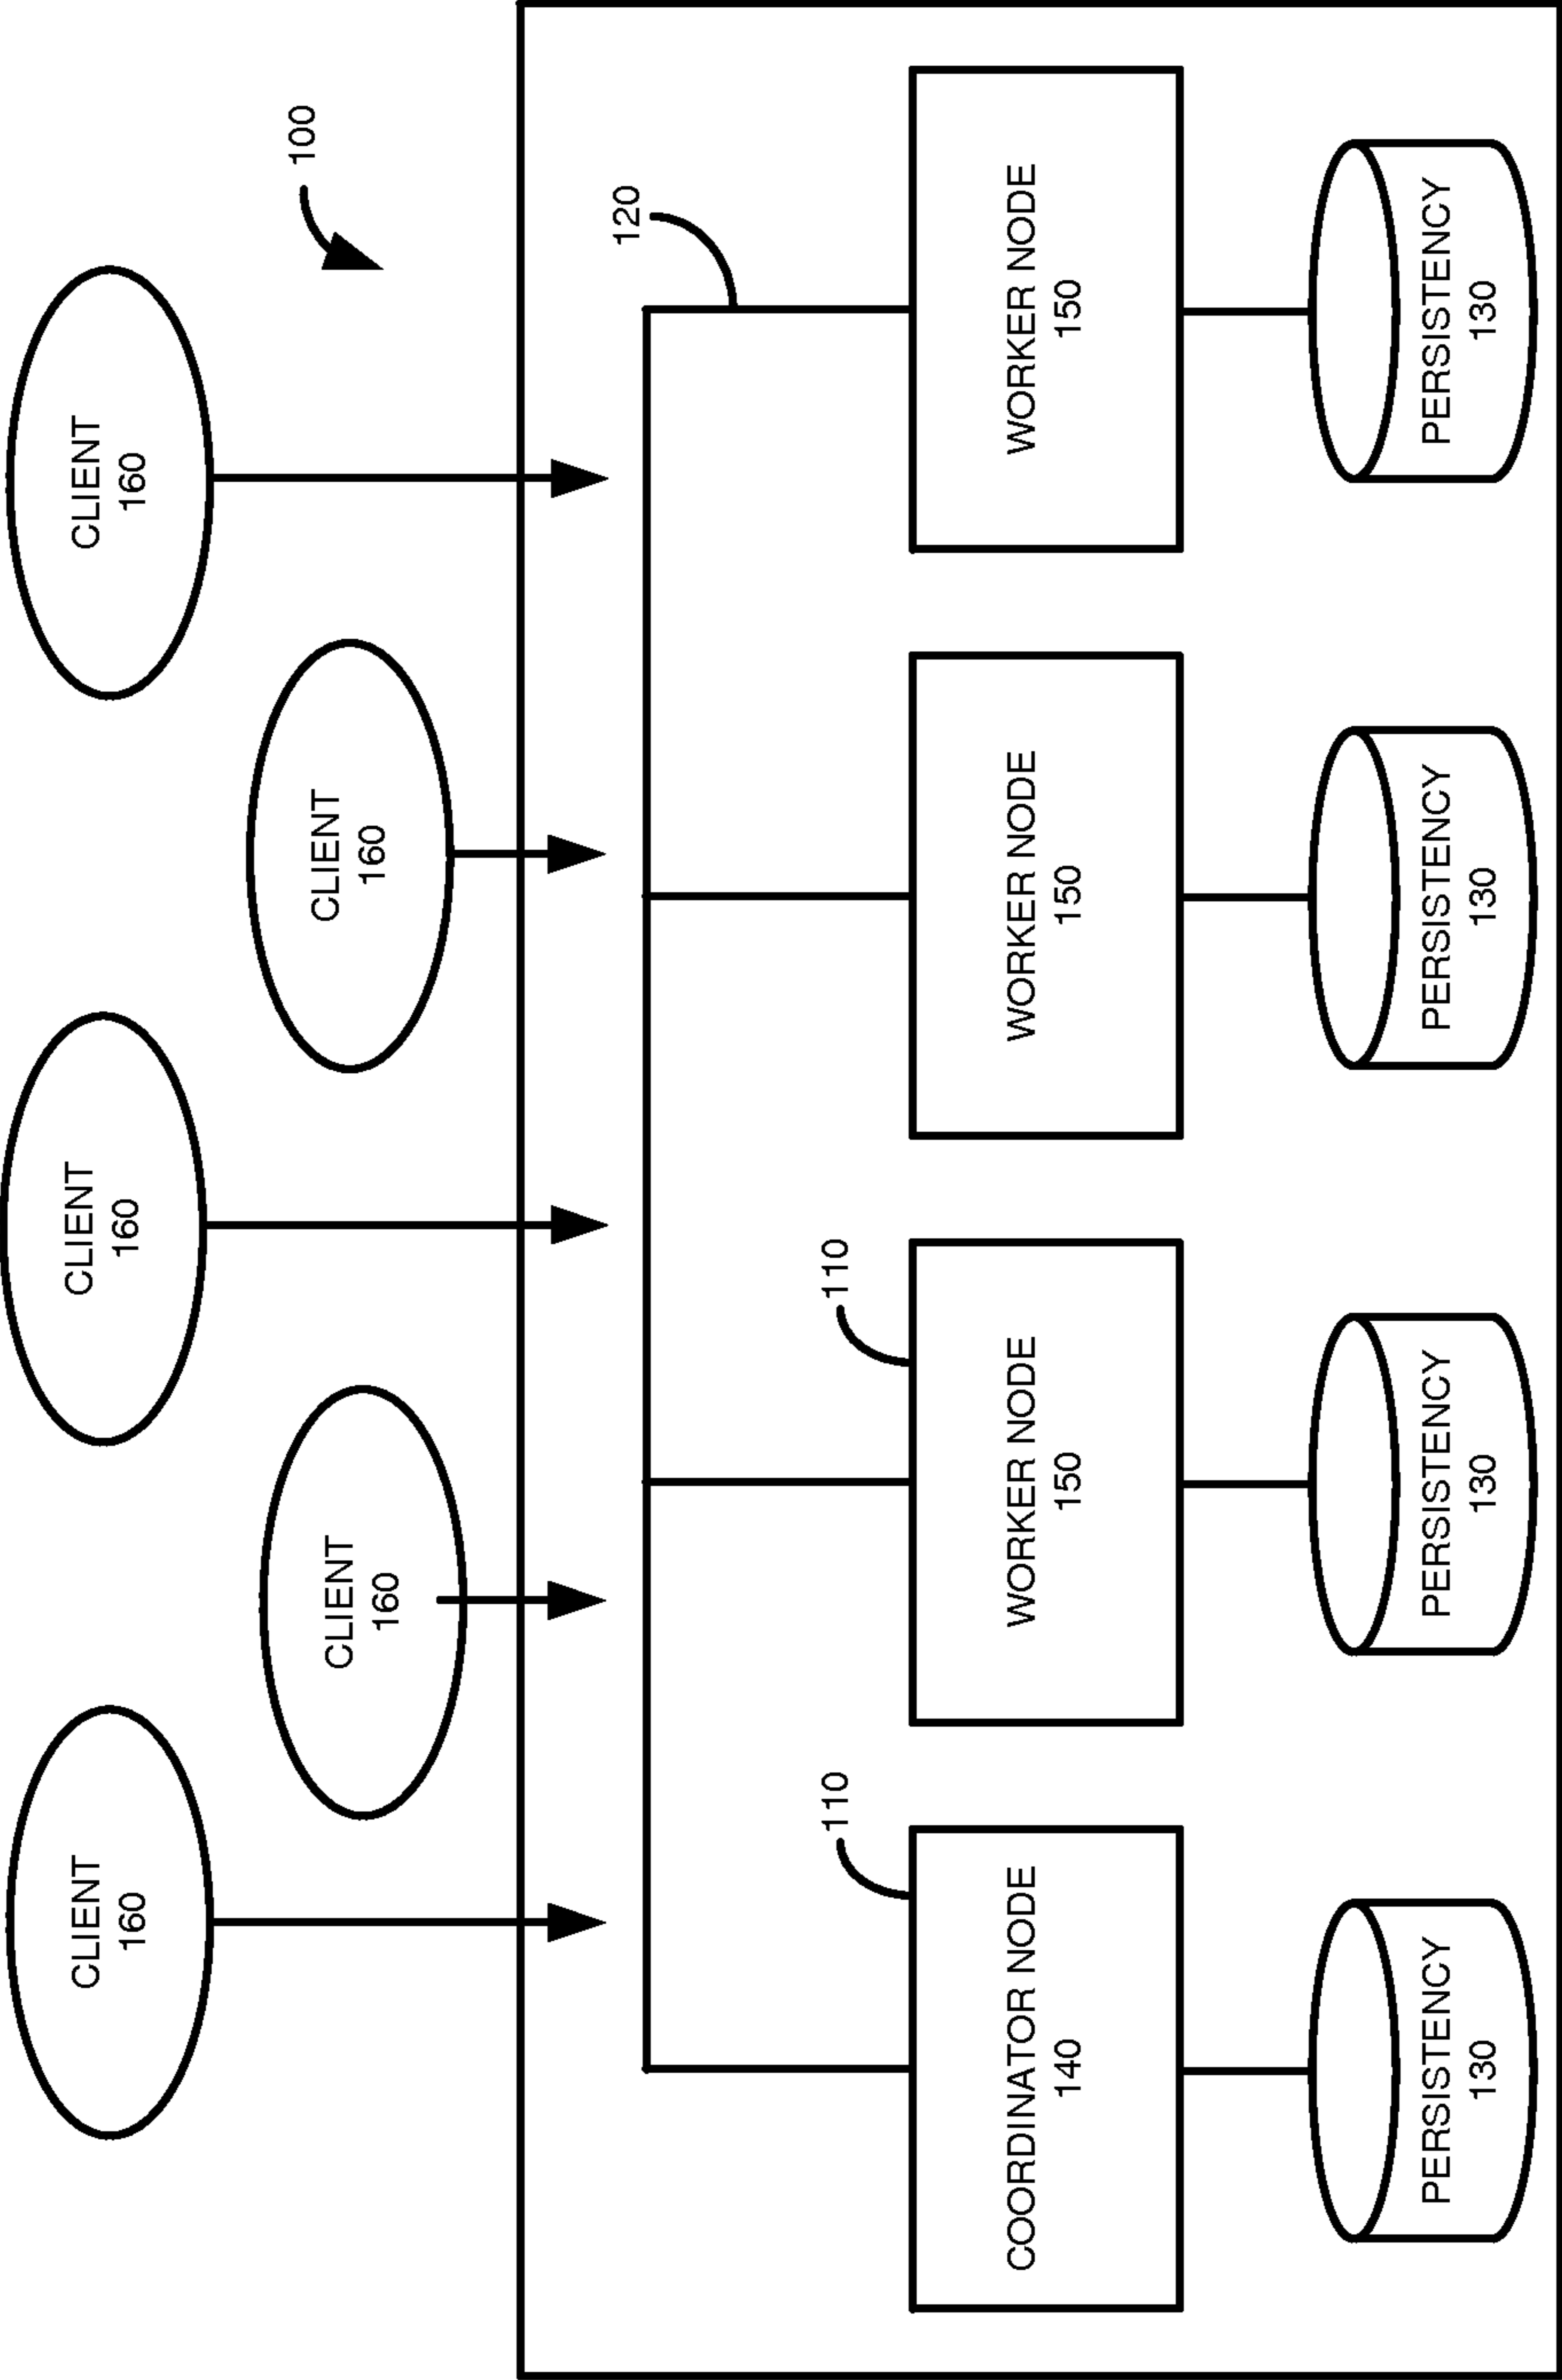 CLIENT
160
CLIENT
160
CLIENT
160
100
CLIENT
160
CLIENT
160
120
110
110
COORDINATOR NODE
140
WORKER NODE
150
WORKER NODE
150
WORKER NODE
150
PERSISTENCY
130
PERSISTENCY
130
PERSISTENCY
130
PERSISTENCY
130